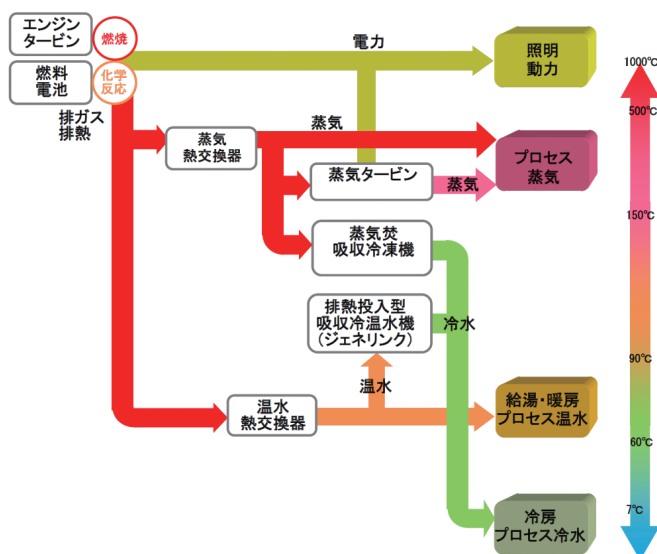 エンジン
タービン
燃焼
燃料
電池
化学
反応
電力
照明
動力
排ガス
排熱
蒸気
熱交換器
蒸気
プロセス
蒸気
蒸気タービン
蒸気
蒸気焚
吸収冷凍機
排熱投入型
吸収冷温水機
(ジェネリンク)
冷水
温水
温水
熱交換器
給湯・暖房
プロセス温水
冷房
プロセス冷水
1000℃
500℃
150℃
90℃
60℃
7℃